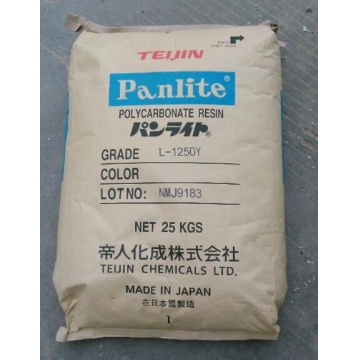 TEIJIN
Panlite®
POLYCARBONATE RESIN
パンライト®
GRADE L-1250Y
COLOR
LOT NO: NMJ9183
NET 25 KGS
帝人化成株式会社
TEIJIN CHEMICALS LTD.
MADE IN JAPAN
在日本國製造
1